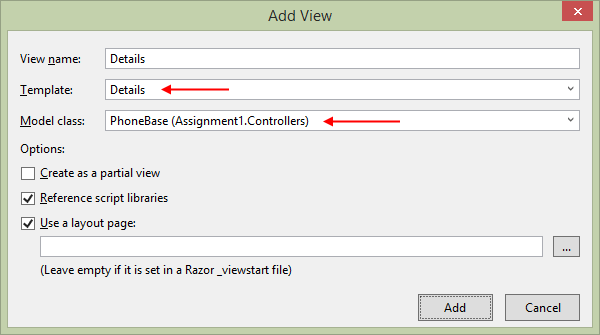 Add View
View name: Details
Template: Details
Model class: PhoneBase (Assignment1.Controllers)
Options:
Create as a partial view
Reference script libraries
Use a layout page:
...
(Leave empty if it is set in a Razor _viewstart file)
Add Cancel